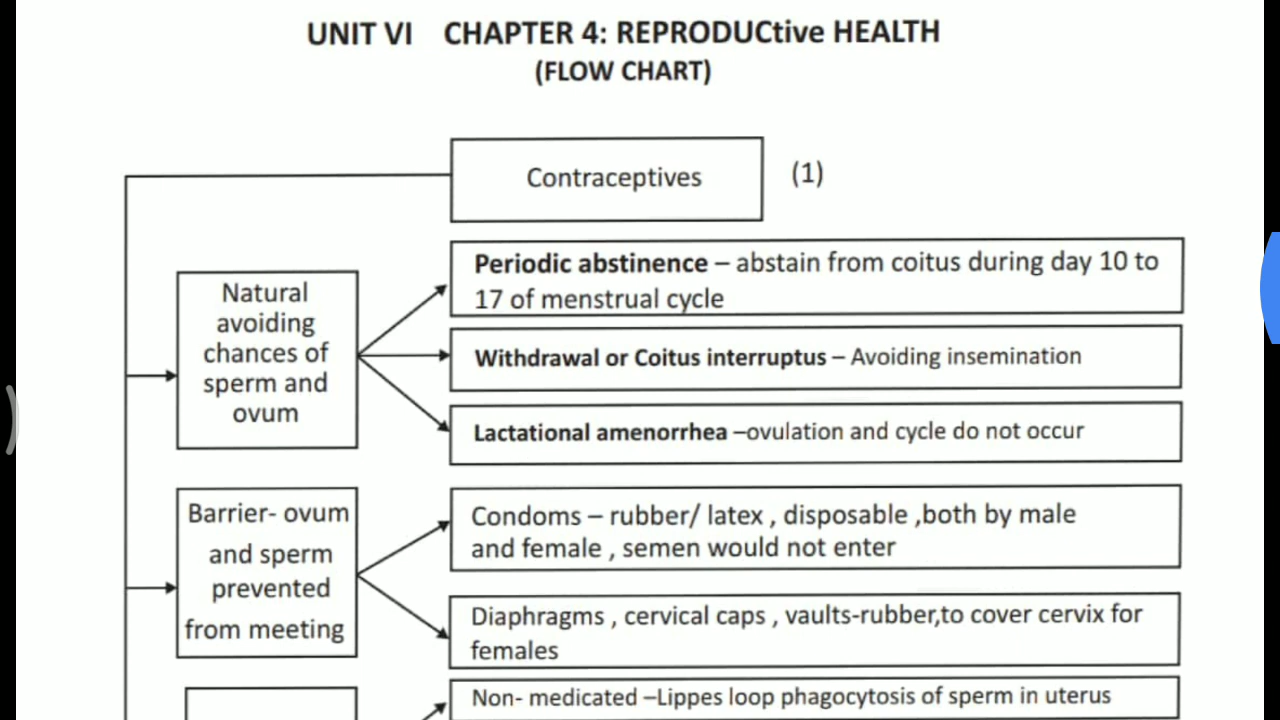 UNIT VI CHAPTER 4: REPRODUCtive HEALTH
(FLOW CHART)
Contraceptives
(1)
Natural
avoiding
chances of
sperm and
ovum
Periodic abstinence – abstain from coitus during day 10 to
17 of menstrual cycle
Withdrawal or Coitus interruptus – Avoiding insemination
Lactational amenorrhea –ovulation and cycle do not occur
Barrier- ovum
and sperm
prevented
from meeting
Condoms – rubber/ latex , disposable ,both by male
and female , semen would not enter
Diaphragms , cervical caps , vaults-rubber,to cover cervix for
females
Non- medicated –Lippes loop phagocytosis of sperm in uterus